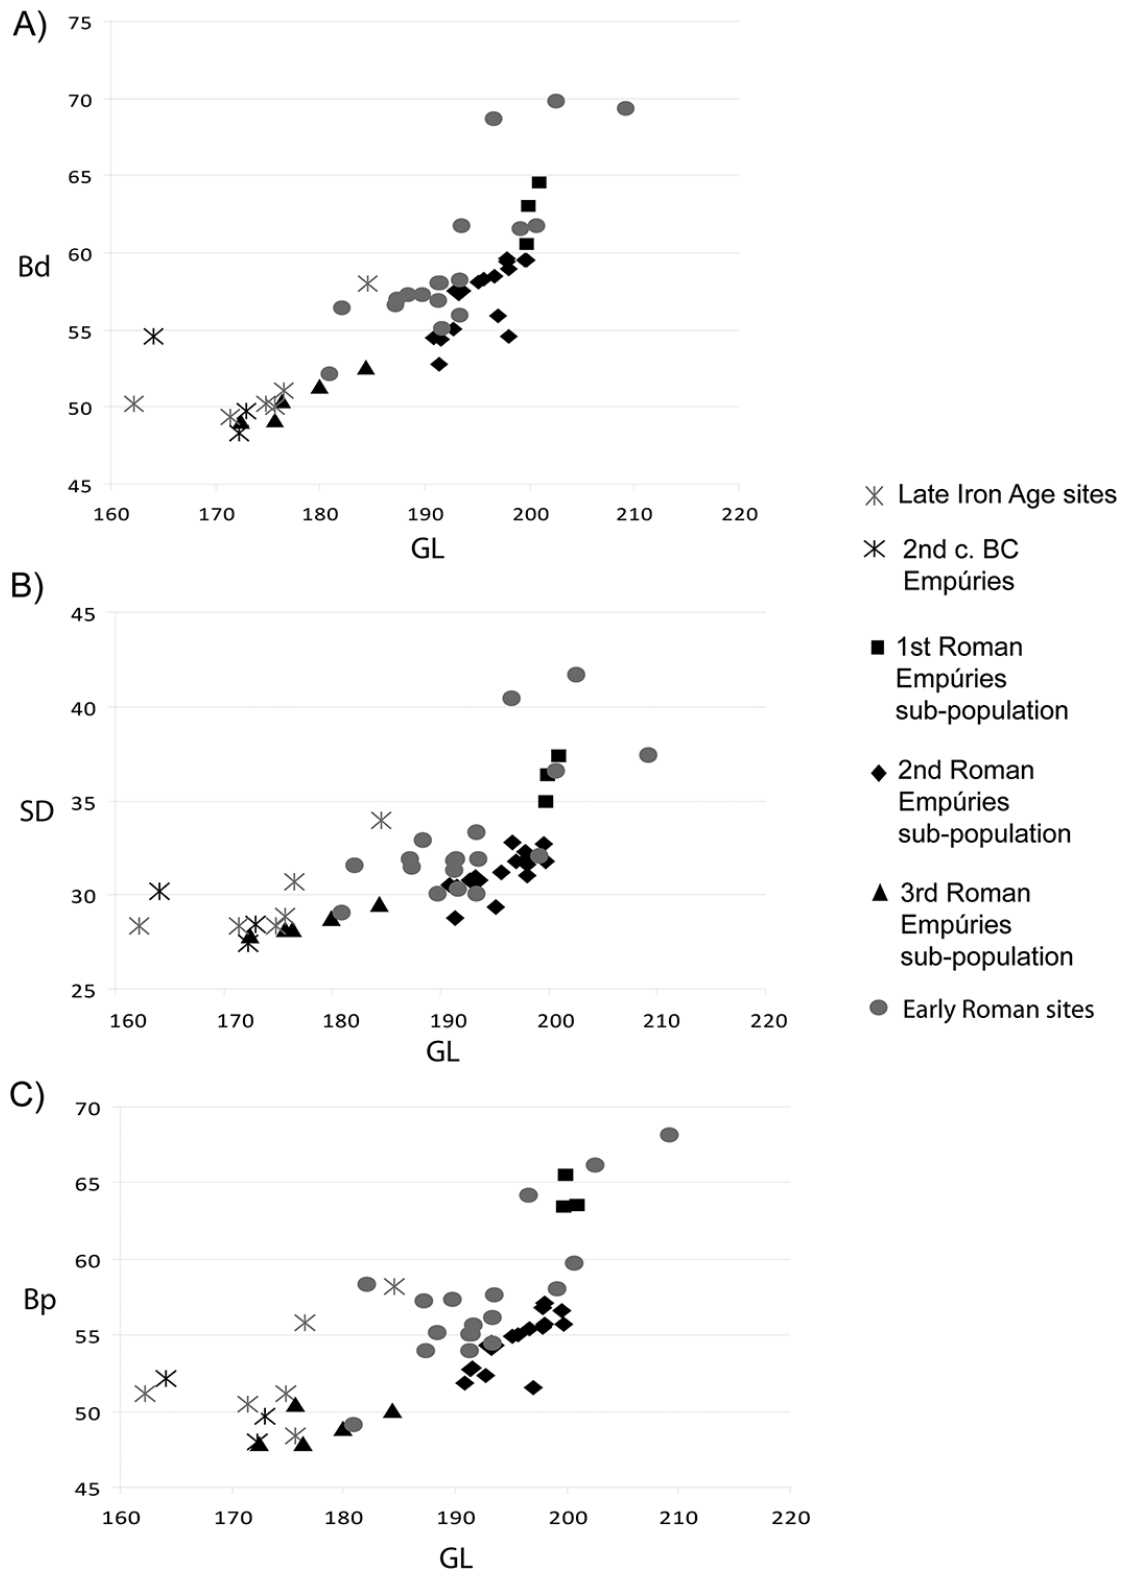 A)
75
70
65
60
55
50
45
Bd
160 170 180 190 200 210 220
GL
B)
45
40
35
30
25
SD
160 170 180 190 200 210 220
GL
C)
70
65
60
55
50
45
Bp
160 170 180 190 200 210 220
GL
Late Iron Age sites
2nd c. BC
Empúries
1st Roman
Empúries
sub-population
2nd Roman
Empúries
sub-population
3rd Roman
Empúries
sub-population
Early Roman sites